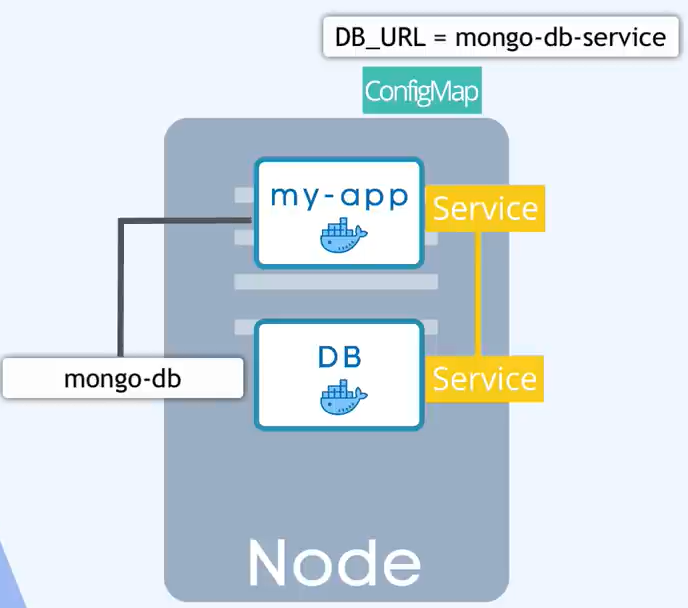 DB_URL = mongo-db-service
ConfigMap
my-app
Service
DB
mongo-db
Service
Node